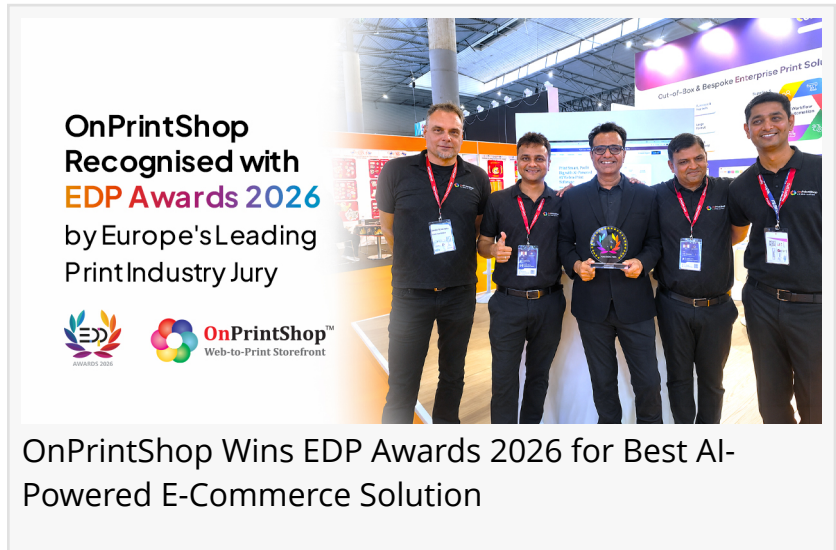 OnPrintShop
Recognised with
EDP Awards 2026
by Europe's Leading
Print Industry Jury
EDP
AWARDS 2026
OnPrintShop™
Web-to-Print Storefront
Out-of-Box & Bespoke Enterprise Print
OnPrintShop Wins EDP Awards 2026 for Best AI-
Powered E-Commerce Solution